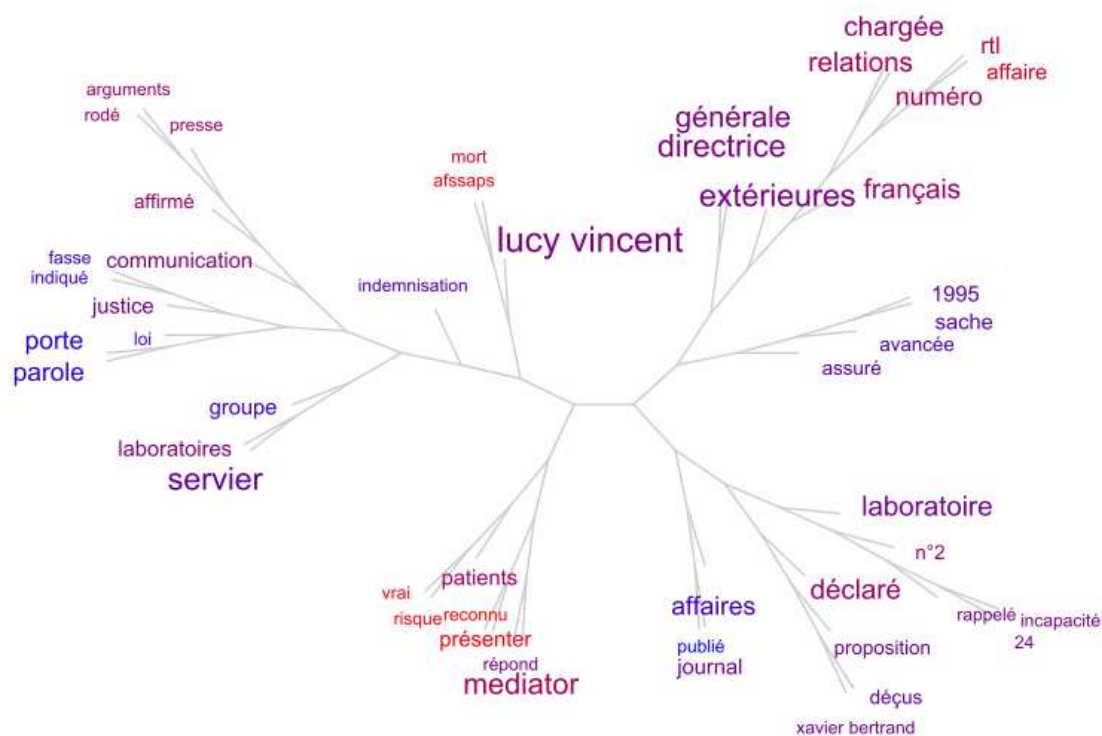 chargée
rtl
relations
affaire
arguments
numéro
rodé
générale
presse
directrice
mort
afssaps
extérieures
français
affirmé
lucy vincent
fasse
communication
indiqué
indemnisation
1995
justice
sache
porte
loi
avancée
parole
assuré
groupe
laboratoires
servier
laboratoire
n°2
patients
vrai
déclaré
affaires
risque
reconnu
rappelé
incapacité
présenter
24
publié
proposition
répond
journal
mediator
déçus
xavier bertrand